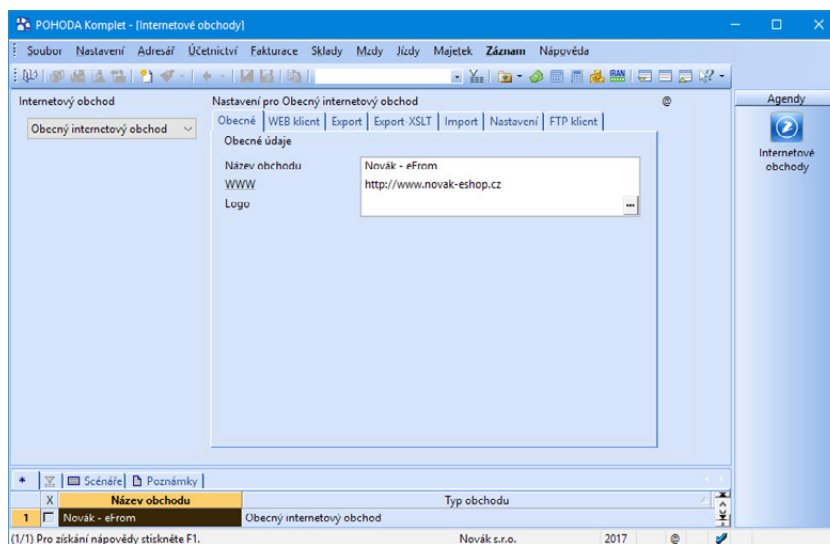 POHODA Komplet - [Internetové obchody]
Soubor Nastavení Adresář Účetnictví Fakturace Sklady Mzdy Jízdy Majetek Záznam Nápověda
Internetový obchod
Nastavení pro Obecný internetový obchod
@
Agendy
Obecný internetový obchod
Obecné WEB klient Export Export XSLT Import Nastavení FTP klient
Obecné údaje
Internetové
obchody
Název obchodu Novák - eFrom
WWW http://www.novak-eshop.cz
Logo ...
* Scénáře Poznámky
X Název obchodu Typ obchodu
1 Novák - eFrom Obecný internetový obchod
(1/1) Pro získání nápovědy stiskněte F1. Novák s.r.o. 2017 @